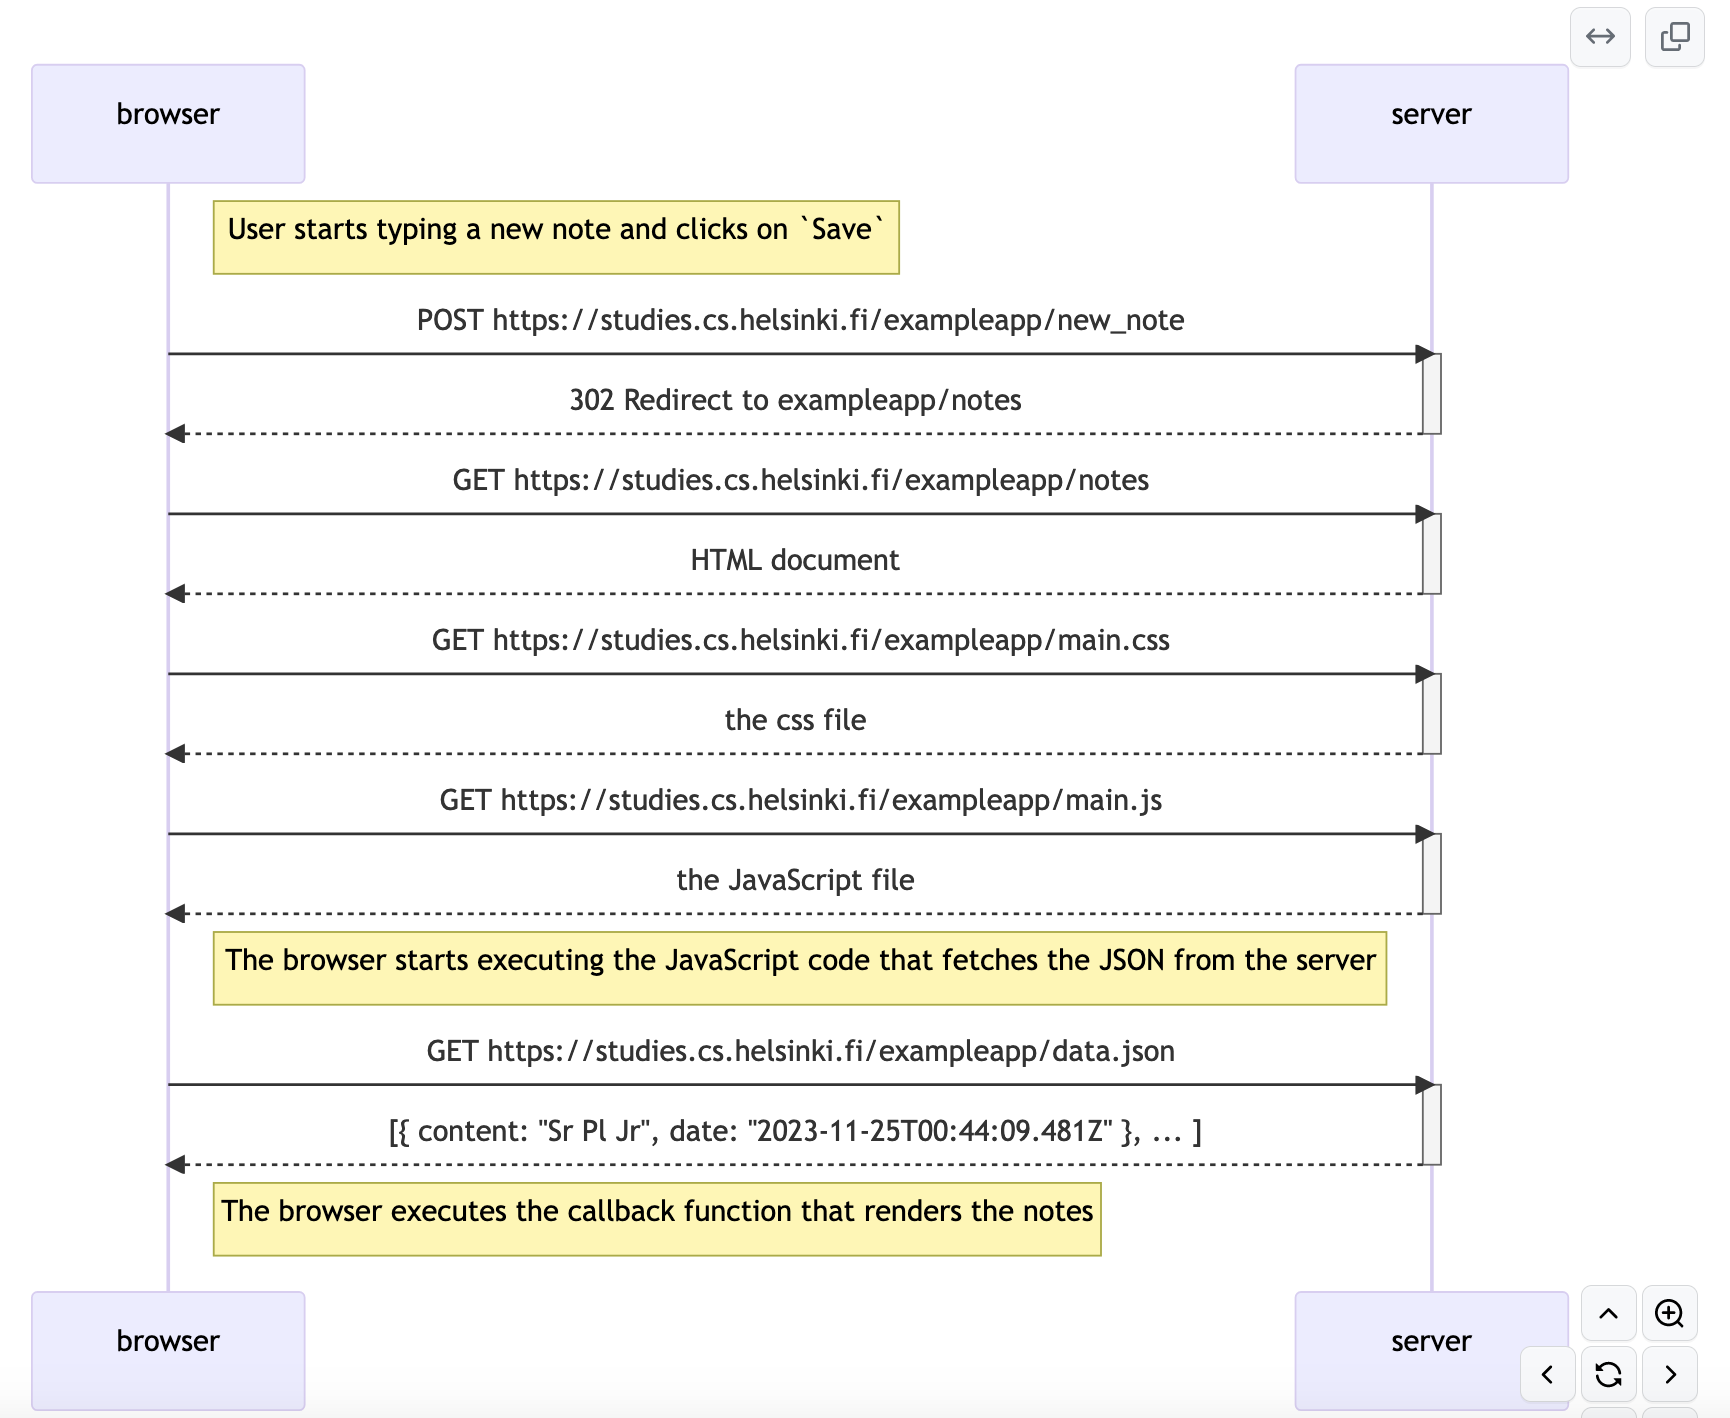 browser
server
User starts typing a new note and clicks on `Save`
POST https://studies.cs.helsinki.fi/exampleapp/new_note
302 Redirect to exampleapp/notes
GET https://studies.cs.helsinki.fi/exampleapp/notes
HTML document
GET https://studies.cs.helsinki.fi/exampleapp/main.css
the css file
GET https://studies.cs.helsinki.fi/exampleapp/main.js
the JavaScript file
The browser starts executing the JavaScript code that fetches the JSON from the server
GET https://studies.cs.helsinki.fi/exampleapp/data.json
[{ content: "Sr Pl Jr", date: "2023-11-25T00:44:09.481Z" }, ... ]
The browser executes the callback function that renders the notes
browser
server